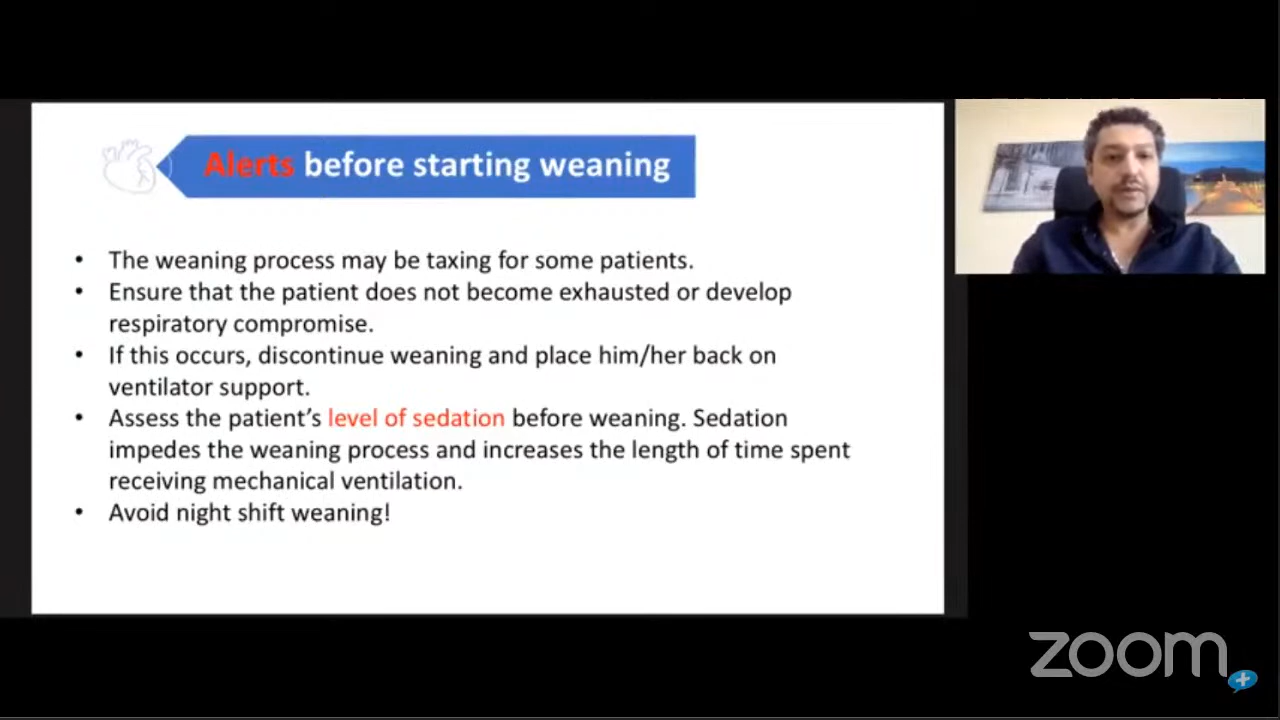 Alerts before starting weaning
• The weaning process may be taxing for some patients.
• Ensure that the patient does not become exhausted or develop
respiratory compromise.
• If this occurs, discontinue weaning and place him/her back on
ventilator support.
• Assess the patient's level of sedation before weaning. Sedation
impedes the weaning process and increases the length of time spent
receiving mechanical ventilation.
• Avoid night shift weaning!
zoom